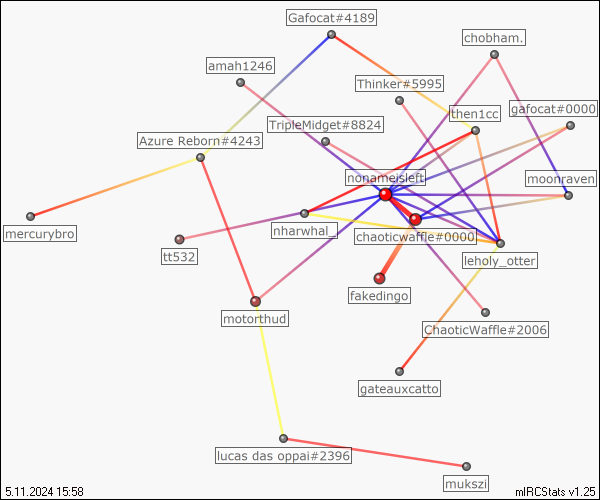 Gafocat#4189
chobham.
amah1246
Thinker#5995
gafocat#0000
then1cc
TripleMidget#8824
Azure Reborn#4243
nonameisleft
moonraven
mercurybro
nharwhal_
chaoticwaffle#0000
tt532
leholy_otter
fakedingo
motorthud
ChaoticWaffle#2006
gateauxcatto
lucas das oppai#2396
mukszi
5.11.2024 15:58
mIRCStats v1.25